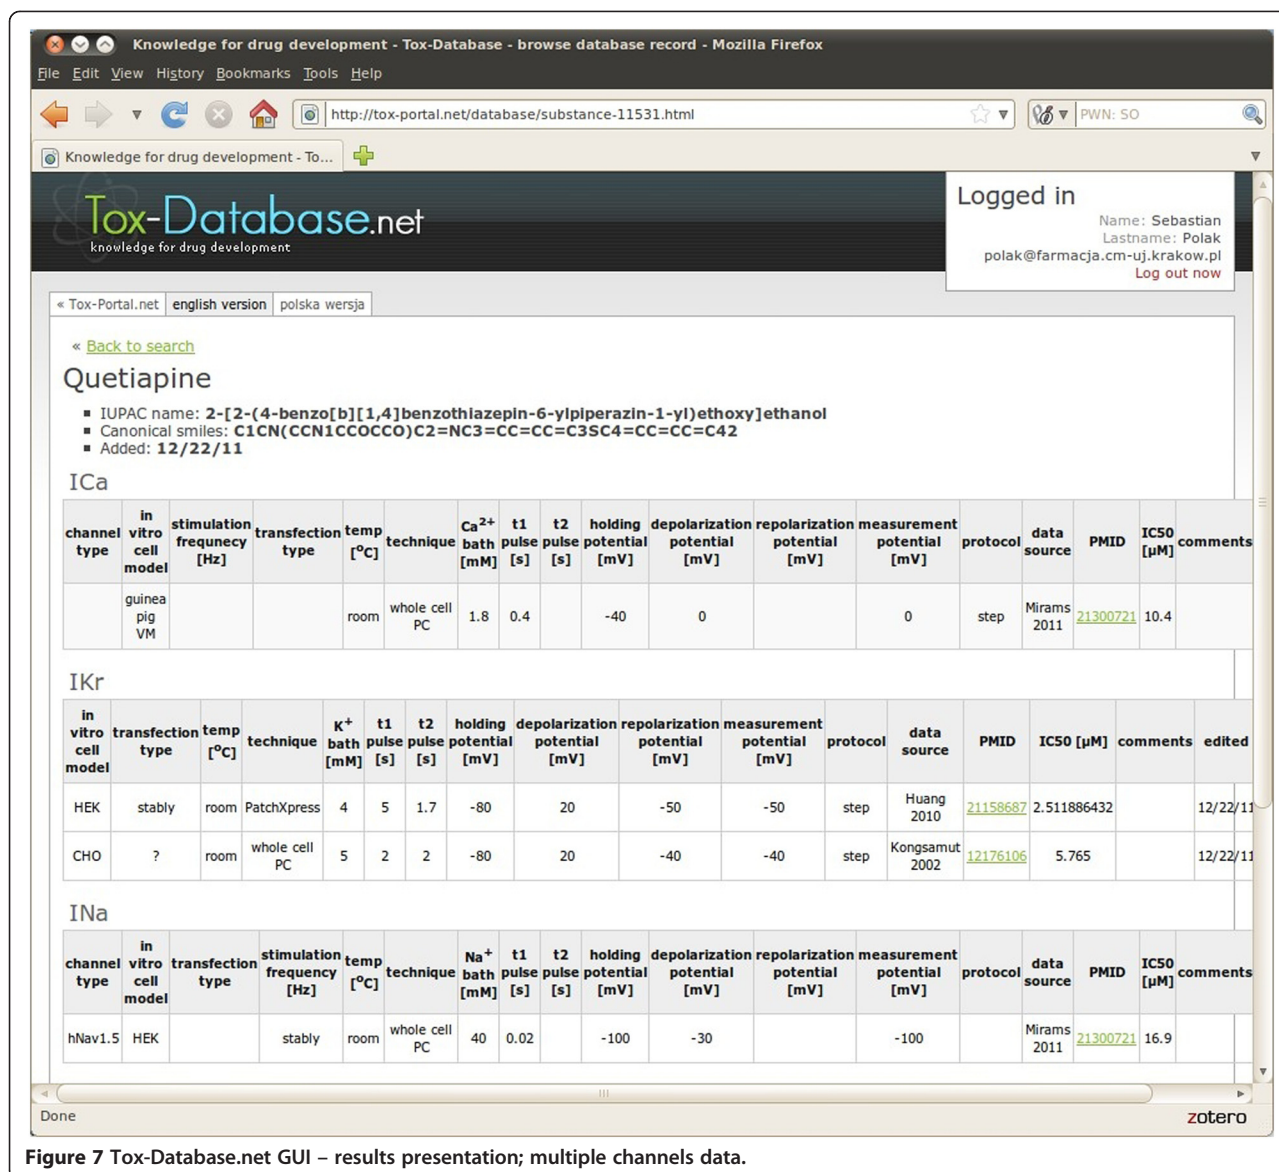 Knowledge for drug development - Tox-Database - browse database record - Mozilla Firefox
File Edit View History Bookmarks Tools Help
http://tox-portal.net/database/substance-11531.html
PWN: SO
Knowledge for drug development - To...
Tox-Database.net
knowledge for drug development
Logged in
Name: Sebastian
Lastname: Polak
polak@farmacja.cm-uj.krakow.pl
Log out now
« Tox-Portal.net english version polska wersja
« Back to search
Quetiapine
▪ IUPAC name: 2-[2-(4-benzo[b][1,4]benzothiazepin-6-ylpiperazin-1-yl)ethoxy]ethanol
▪ Canonical smiles: C1CN(CCN1CCOCCO)C2=NC3=CC=CC=C3SC4=CC=CC=C42
▪ Added: 12/22/11
ICa
channel type in vitro cell model stimulation frequnecy [Hz] transfection type temp [°C] technique Ca2+ bath [mM] t1 pulse [s] t2 pulse [s] holding potential [mV] depolarization potential [mV] repolarization potential [mV] measurement potential [mV] protocol data source PMID IC50 [µM] comments
guinea pig VM room whole cell PC 1.8 0.4 -40 0 0 step Mirams 2011 21300721 10.4
IKr
in vitro cell model transfection type temp [°C] technique K+ bath [mM] t1 pulse [s] t2 pulse [s] holding potential [mV] depolarization potential [mV] repolarization potential [mV] measurement potential [mV] protocol data source PMID IC50 [µM] comments edited
HEK stably room PatchXpress 4 5 1.7 -80 20 -50 -50 step Huang 2010 21158687 2.511886432 12/22/11
CHO ? room whole cell PC 5 2 2 -80 20 -40 -40 step Kongsamut 2002 12176106 5.765 12/22/11
INa
channel type in vitro cell model transfection type stimulation frequency [Hz] temp [°C] technique Na+ bath [mM] t1 pulse [s] t2 pulse [s] holding potential [mV] depolarization potential [mV] repolarization potential [mV] measurement potential [mV] protocol data source PMID IC50 [µM] comments
hNav1.5 HEK stably room whole cell PC 40 0.02 -100 -30 -100 Mirams 2011 21300721 16.9
Done
zotero
Figure 7 Tox-Database.net GUI – results presentation; multiple channels data.